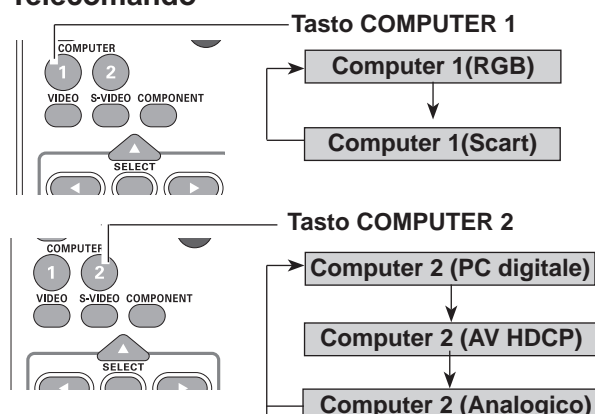 Telecomando
Tasto COMPUTER 1
COMPUTER
1 2
VIDEO S-VIDEO COMPONENT
SELECT
Computer 1(RGB)
Computer 1(Scart)
Tasto COMPUTER 2
COMPUTER
1 2
VIDEO S-VIDEO COMPONENT
SELECT
Computer 2 (PC digitale)
Computer 2 (AV HDCP)
Computer 2 (Analogico)